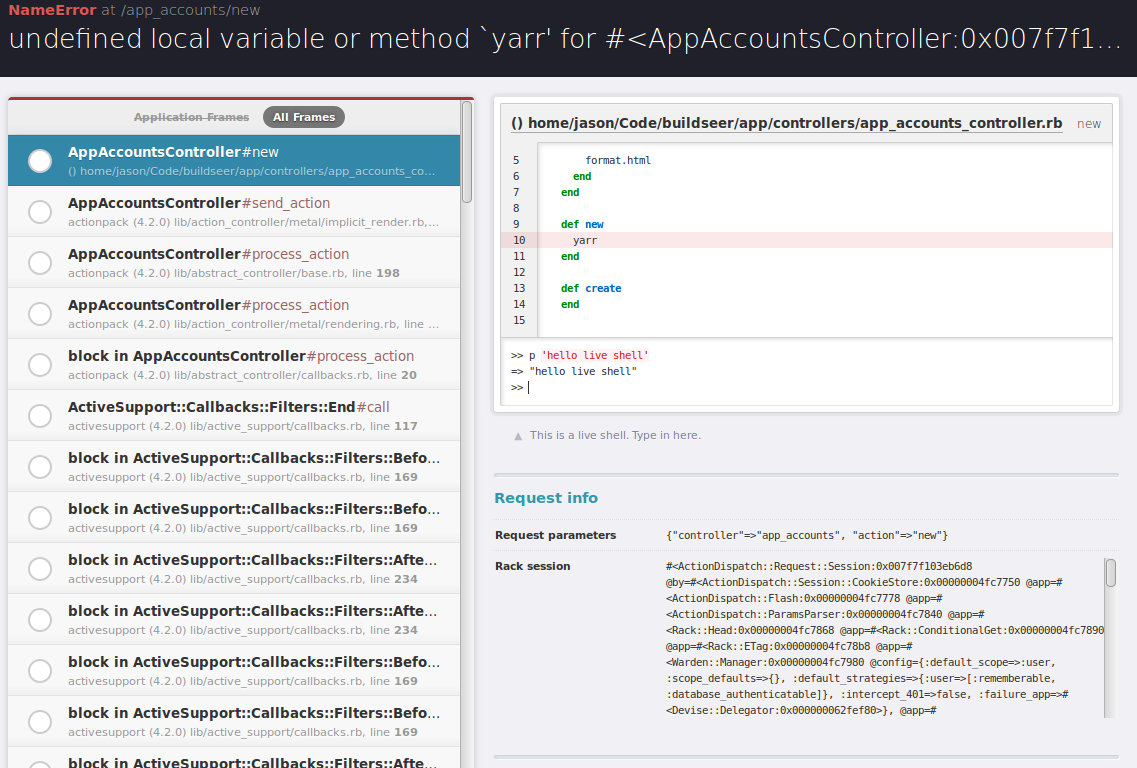 NameError at /app_accounts/new
undefined local variable or method `yarr' for #<AppAccountsController:0x007f7f1...
Application Frames All Frames
AppAccountsController#new
() home/jason/Code/buildseer/app/controllers/app_accounts_co...
AppAccountsController#send_action
actionpack (4.2.0) lib/action_controller/metal/implicit_render.rb,...
AppAccountsController#process_action
actionpack (4.2.0) lib/abstract_controller/base.rb, line 198
AppAccountsController#process_action
actionpack (4.2.0) lib/action_controller/metal/rendering.rb, line ...
block in AppAccountsController#process_action
actionpack (4.2.0) lib/abstract_controller/callbacks.rb, line 20
ActiveSupport::Callbacks::Filters::End#call
activesupport (4.2.0) lib/active_support/callbacks.rb, line 117
block in ActiveSupport::Callbacks::Filters::Befo...
activesupport (4.2.0) lib/active_support/callbacks.rb, line 169
block in ActiveSupport::Callbacks::Filters::Befo...
activesupport (4.2.0) lib/active_support/callbacks.rb, line 169
block in ActiveSupport::Callbacks::Filters::Afte...
activesupport (4.2.0) lib/active_support/callbacks.rb, line 234
block in ActiveSupport::Callbacks::Filters::Afte...
activesupport (4.2.0) lib/active_support/callbacks.rb, line 234
block in ActiveSupport::Callbacks::Filters::Befo...
activesupport (4.2.0) lib/active_support/callbacks.rb, line 169
block in ActiveSupport::Callbacks::Filters::Befo...
activesupport (4.2.0) lib/active_support/callbacks.rb, line 169
block in ActiveSupport::Callbacks::Filters::Afte...
() home/jason/Code/buildseer/app/controllers/app_accounts_controller.rb new
5 format.html
6 end
7 end
8
9 def new
10 yarr
11 end
12
13 def create
14 end
15
>> p 'hello live shell'
=> "hello live shell"
>>
▲ This is a live shell. Type in here.
Request info
Request parameters {"controller"=>"app_accounts", "action"=>"new"}
Rack session #<ActionDispatch::Request::Session:0x007f7f103eb6d8
@by=#<ActionDispatch::Session::CookieStore:0x00000004fc7750 @app=#
<ActionDispatch::Flash:0x00000004fc7778 @app=#
<ActionDispatch::ParamsParser:0x00000004fc7840 @app=#
<Rack::Head:0x00000004fc7868 @app=#<Rack::ConditionalGet:0x00000004fc7890
@app=#<Rack::ETag:0x00000004fc78b8 @app=#
<Warden::Manager:0x00000004fc7980 @config={:default_scope=>:user,
:scope_defaults=>{}, :default_strategies=>{:user=>[:rememberable,
:database_authenticatable]}, :intercept_401=>false, :failure_app=>#
<Devise::Delegator:0x000000062fef80>}, @app=#